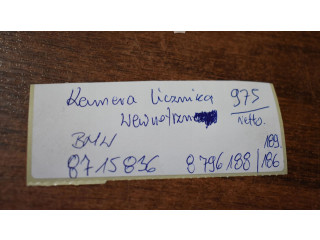 Kamera licznika 975
wewnętrzna netto.
BMW 189
8715836 8796188/186